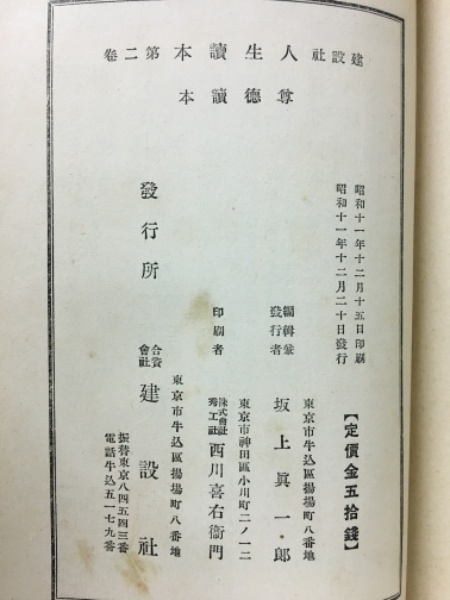 建設社 人生讀本 第二卷
尊德讀本
昭和十一年十二月十五日印刷
昭和十一年十二月二十日發行
【定價金五拾錢】
東京市牛込區揚場町八番地
編輯兼發行者 坂上眞一郎
東京市神田區小川町二ノ一二
印刷者 株式會社秀工社 西川喜右衞門
東京市牛込區揚場町八番地
發行所 合資會社 建設社
振替東京八四五四三番
電話牛込五一七九番